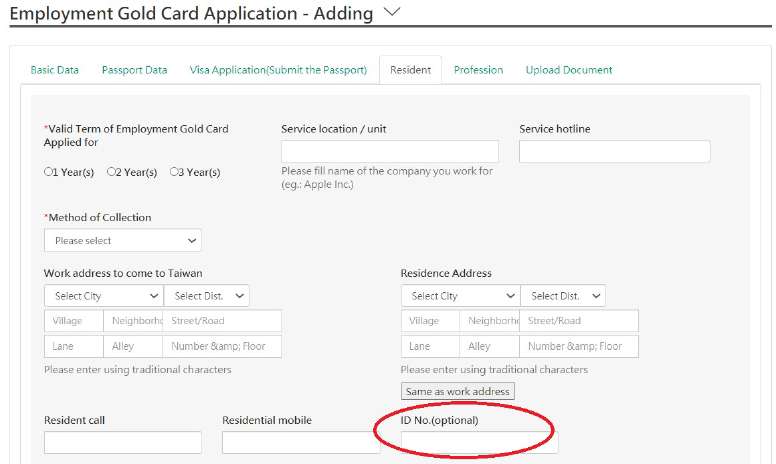 Employment Gold Card Application - Adding
Basic Data Passport Data Visa Application(Submit the Passport) Resident Profession Upload Document
*Valid Term of Employment Gold Card
Applied for
1 Year(s) 2 Year(s) 3 Year(s)
Service location / unit
Please fill name of the company you work for
(eg.: Apple Inc.)
Service hotline
*Method of Collection
Please select
Work address to come to Taiwan
Select City Select Dist.
Village Neighborho Street/Road
Lane Alley Number &amp; Floor
Please enter using traditional characters
Residence Address
Select City Select Dist.
Village Neighborho Street/Road
Lane Alley Number &amp; Floor
Please enter using traditional characters
Same as work address
Resident call Residential mobile ID No.(optional)